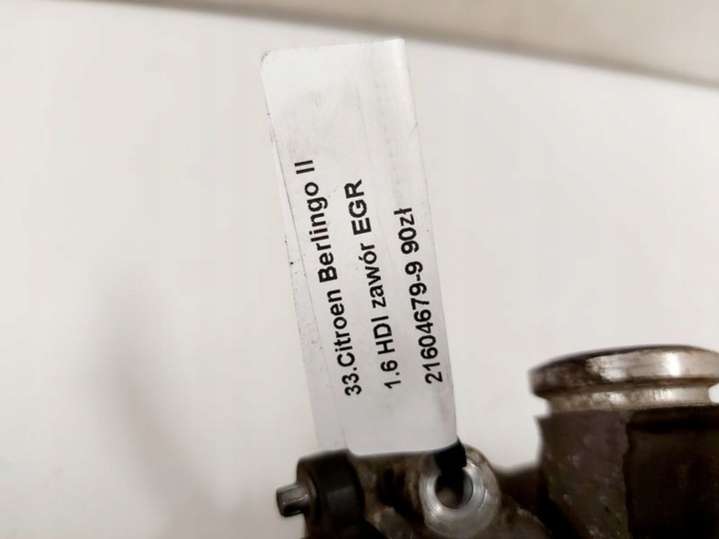 33.Citroen Berlingo II
1.6 HDI zawór EGR
21604679-9 90zł